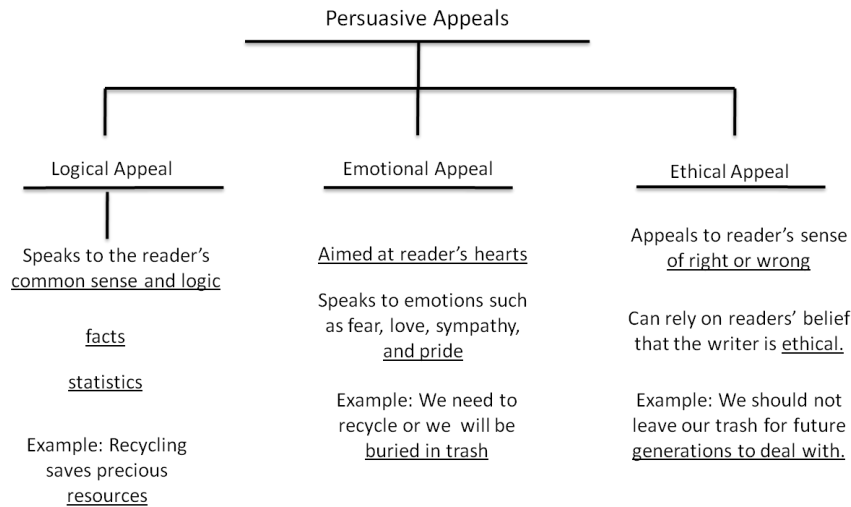 Persuasive Appeals
Logical Appeal
Speaks to the reader’s
common sense and logic
facts
statistics
Example: Recycling
saves precious
resources
Emotional Appeal
Aimed at reader’s hearts
Speaks to emotions such
as fear, love, sympathy,
and pride
Example: We need to
recycle or we will be
buried in trash
Ethical Appeal
Appeals to reader’s sense
of right or wrong
Can rely on readers’ belief
that the writer is ethical.
Example: We should not
leave our trash for future
generations to deal with.